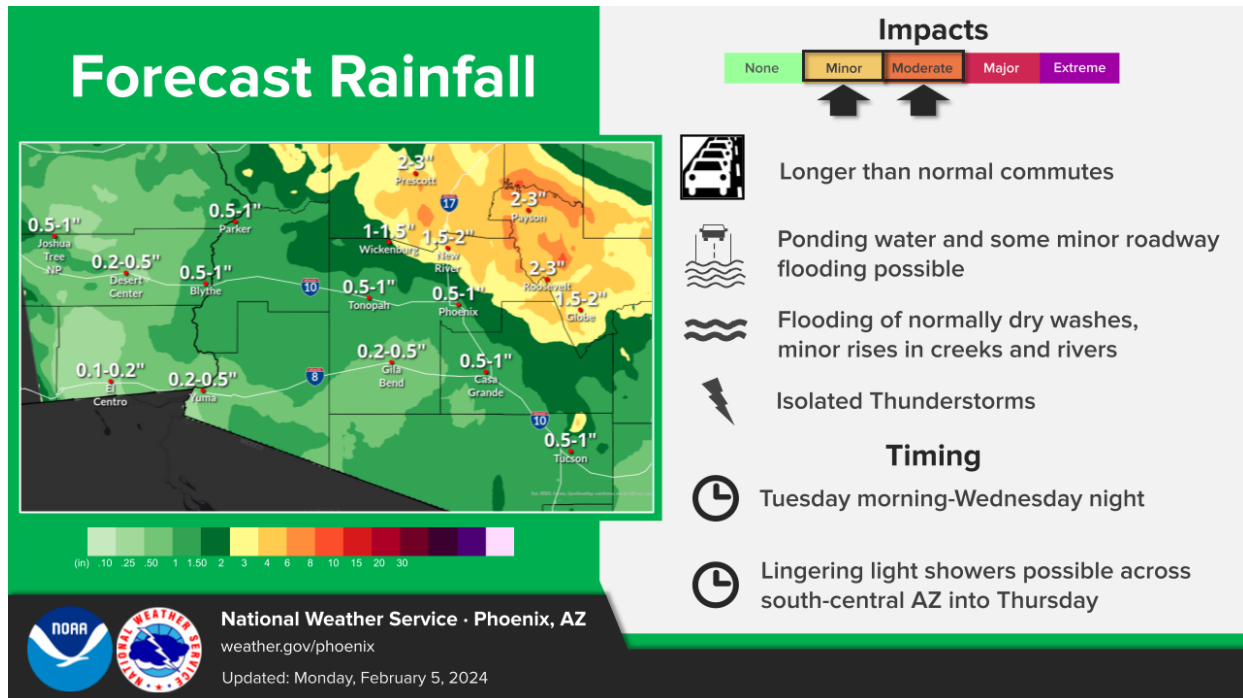 Forecast Rainfall
2-3"
Prescott
17
2-3"
Payson
0.5-1"
Joshua
Tree
NP
0.5-1"
Parker
1-1.5"
Wickenburg
1.5-2"
New
River
0.2-0.5"
Desert
Center
0.5-1"
Blythe
10
0.5-1"
Tonopah
0.5-1"
Phoenix
2-3"
Roosevelt
1.5-2"
Globe
0.1-0.2"
El
Centro
0.2-0.5"
Yuma
8
0.2-0.5"
Gila
Bend
0.5-1"
Casa
Grande
10
0.5-1"
Tucson
(in) .10 .25 .50 1 1.50 2 3 4 6 8 10 15 20 30
Impacts
None Minor Moderate Major Extreme
Longer than normal commutes
Ponding water and some minor roadway
flooding possible
Flooding of normally dry washes,
minor rises in creeks and rivers
Isolated Thunderstorms
Timing
Tuesday morning-Wednesday night
Lingering light showers possible across
south-central AZ into Thursday
NOAA
NATIONAL WEATHER SERVICE
National Weather Service · Phoenix, AZ
weather.gov/phoenix
Updated: Monday, February 5, 2024